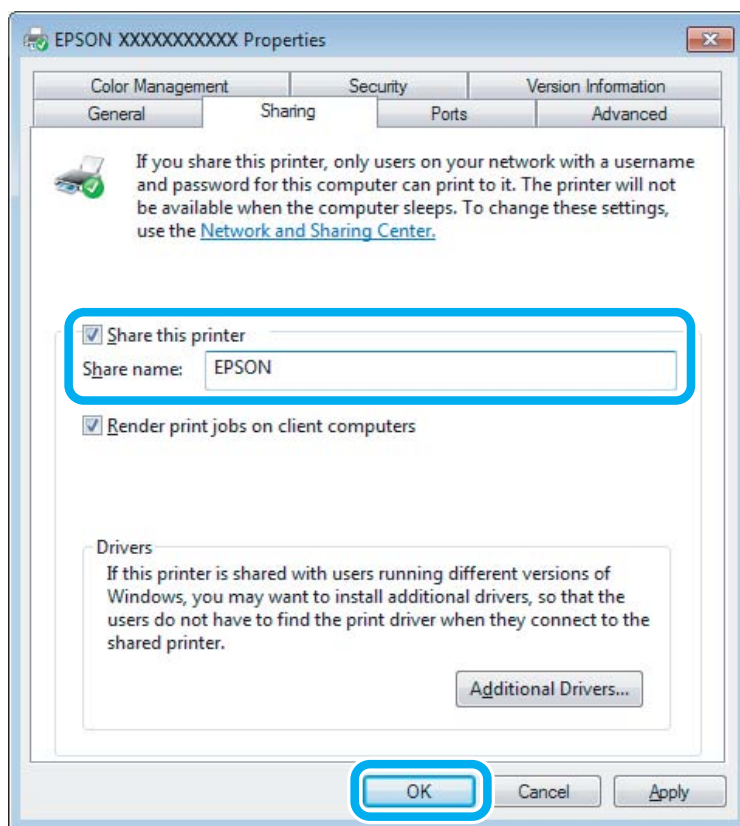 EPSON XXXXXXXXXXX Properties
Color Management Security Version Information
General Sharing Ports Advanced
If you share this printer, only users on your network with a username
and password for this computer can print to it. The printer will not
be available when the computer sleeps. To change these settings,
use the Network and Sharing Center.
Share this printer
Share name: EPSON
Render print jobs on client computers
Drivers
If this printer is shared with users running different versions of
Windows, you may want to install additional drivers, so that the
users do not have to find the print driver when they connect to the
shared printer.
Additional Drivers...
OK Cancel Apply